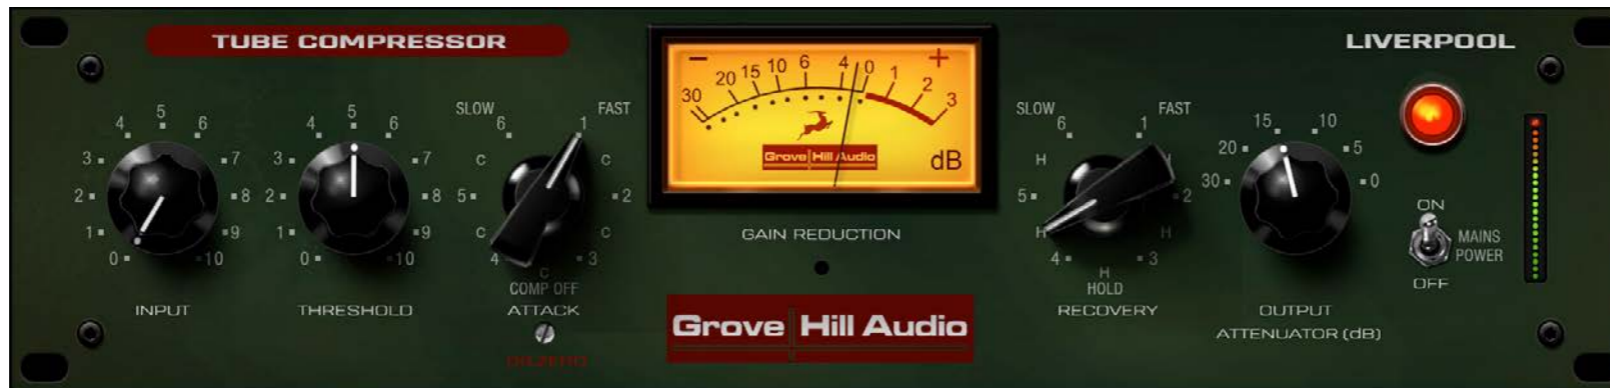 TUBE COMPRESSOR
LIVERPOOL
- 30 20 15 10 6 4 0 1 2 3 +
Grove Hill Audio
dB
GAIN REDUCTION
0 1 2 3 4 5 6 7 8 9 10
INPUT
0 1 2 3 4 5 6 7 8 9 10
THRESHOLD
SLOW FAST
6 C 5 C 4 C 3 C 2 C 1
COMP OFF
ATTACK
SLOW FAST
6 H 5 H 4 H 3 H 2 H 1
HOLD
RECOVERY
30 20 15 10 5 0
OUTPUT
ATTENUATOR (dB)
ON
MAINS
POWER
OFF
Grove Hill Audio